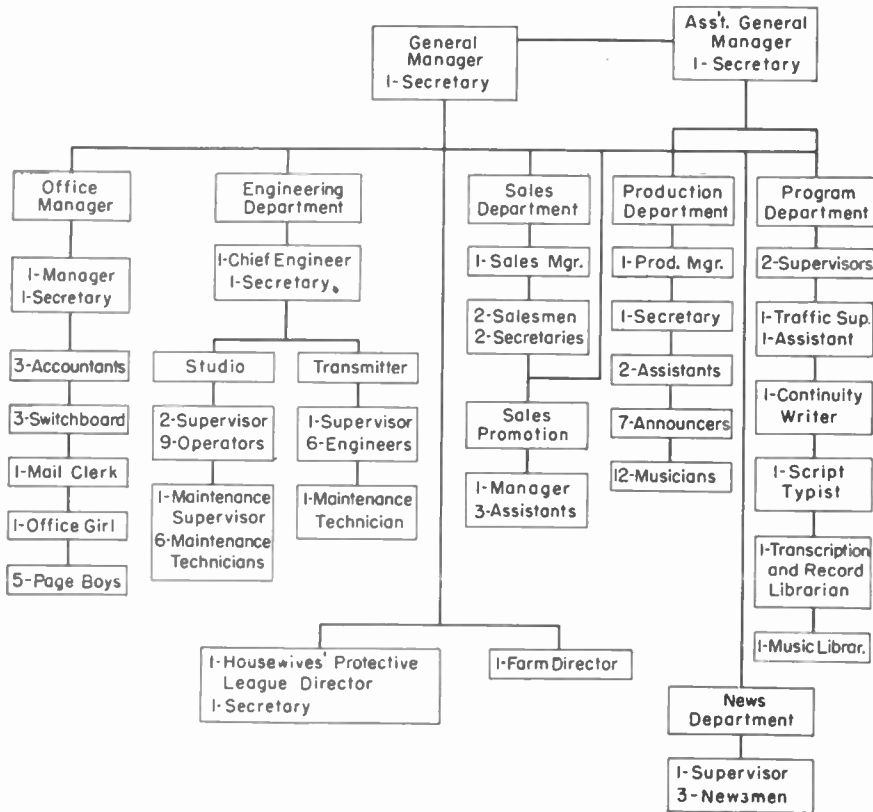 General
Manager
1-Secretary
Ass't. General
Manager
1-Secretary
Office
Manager
1-Manager
1-Secretary
3-Accountants
3-Switchboard
1-Mail Clerk
1-Office Girl
5-Page Boys
Engineering
Department
1-Chief Engineer
1-Secretary.
Studio
2-Supervisor
9-Operators
1-Maintenance
Supervisor
6-Maintenance
Technicians
Transmitter
1-Supervisor
6-Engineers
1-Maintenance
Technician
Sales
Department
1-Sales Mgr.
2-Salesmen
2-Secretaries
Sales
Promotion
1-Manager
3-Assistants
Production
Department
1-Prod. Mgr.
1-Secretary
2-Assistants
7-Announcers
12-Musicians
Program
Department
2-Supervisors
1-Traffic Sup.
1-Assistant
1-Continuity
Writer
1-Script
Typist
1-Transcription
and Record
Librarian
1-Music Librar.
1-Housewives' Protective
League Director
1-Secretary
1-Farm Director
News
Department
1-Supervisor
3-Newsmen